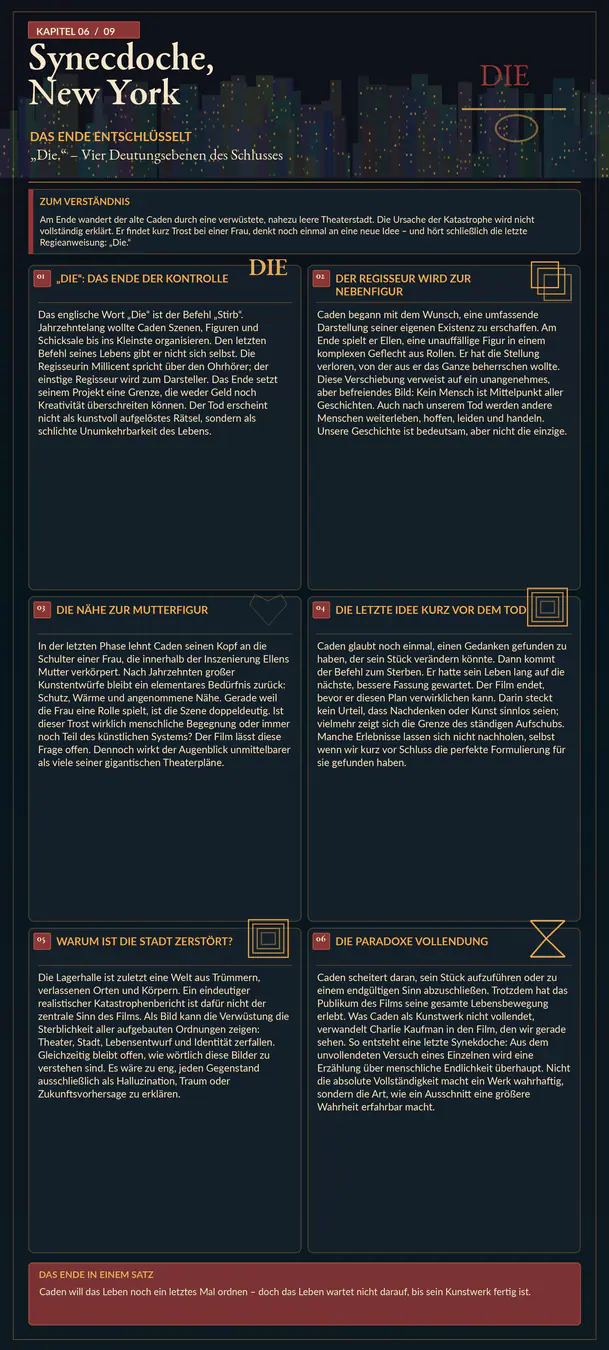 KAPITEL 06 / 09
Synecdoche,
New York
DIE
DAS ENDE ENTSCHLÜSSELT
„Die.“ – Vier Deutungsebenen des Schlusses
ZUM VERSTÄNDNIS
Am Ende wandert der alte Caden durch eine verwüstete, nahezu leere Theaterstadt. Die Ursache der Katastrophe wird nicht
vollständig erklärt. Er findet kurz Trost bei einer Frau, denkt noch einmal an eine neue Idee – und hört schließlich die letzte
Regieanweisung: „Die.“
01 „DIE“: DAS ENDE DER KONTROLLE
DIE
Das englische Wort „Die“ ist der Befehl „Stirb“.
Jahrzehntelang wollte Caden Szenen, Figuren und
Schicksale bis ins Kleinste organisieren. Den letzten
Befehl seines Lebens gibt er nicht sich selbst. Die
Regisseurin Millicent spricht über den Ohrhörer; der
einstige Regisseur wird zum Darsteller. Das Ende setzt
seinem Projekt eine Grenze, die weder Geld noch
Kreativität überschreiten können. Der Tod erscheint
nicht als kunstvoll aufgelöstes Rätsel, sondern als
schlichte Unumkehrbarkeit des Lebens.
02 DER REGISSEUR WIRD ZUR
NEBENFIGUR
Caden begann mit dem Wunsch, eine umfassende
Darstellung seiner eigenen Existenz zu erschaffen. Am
Ende spielt er Ellen, eine unauffällige Figur in einem
komplexen Geflecht aus Rollen. Er hat die Stellung
verloren, von der aus er das Ganze beherrschen wollte.
Diese Verschiebung verweist auf ein unangenehmes,
aber befreiendes Bild: Kein Mensch ist Mittelpunkt aller
Geschichten. Auch nach unserem Tod werden andere
Menschen weiterleben, hoffen, leiden und handeln.
Unsere Geschichte ist bedeutsam, aber nicht die einzige.
03 DIE NÄHE ZUR MUTTERFIGUR
In der letzten Phase lehnt Caden seinen Kopf an die
Schulter einer Frau, die innerhalb der Inszenierung Ellens
Mutter verkörpert. Nach Jahrzehnten großer
Kunstentwürfe bleibt ein elementares Bedürfnis zurück:
Schutz, Wärme und angenommene Nähe. Gerade weil
die Frau eine Rolle spielt, ist die Szene doppeldeutig. Ist
dieser Trost wirklich menschliche Begegnung oder immer
noch Teil des künstlichen Systems? Der Film lässt diese
Frage offen. Dennoch wirkt der Augenblick unmittelbarer
als viele seiner gigantischen Theaterpläne.
04 DIE LETZTE IDEE KURZ VOR DEM TOD
Caden glaubt noch einmal, einen Gedanken gefunden zu
haben, der sein Stück verändern könnte. Dann kommt
der Befehl zum Sterben. Er hatte sein Leben lang auf die
nächste, bessere Fassung gewartet. Der Film endet,
bevor er diesen Plan verwirklichen kann. Darin steckt
kein Urteil, dass Nachdenken oder Kunst sinnlos seien;
vielmehr zeigt sich die Grenze des ständigen Aufschubs.
Manche Erlebnisse lassen sich nicht nachholen, selbst
wenn wir kurz vor Schluss die perfekte Formulierung für
sie gefunden haben.
05 WARUM IST DIE STADT ZERSTÖRT?
Die Lagerhalle ist zuletzt eine Welt aus Trümmern,
verlassenen Orten und Körpern. Ein eindeutiger
realistischer Katastrophenbericht ist dafür nicht der
zentrale Sinn des Films. Als Bild kann die Verwüstung die
Sterblichkeit aller aufgebauten Ordnungen zeigen:
Theater, Stadt, Lebensentwurf und Identität zerfallen.
Gleichzeitig bleibt offen, wie wörtlich diese Bilder zu
verstehen sind. Es wäre zu eng, jeden Gegenstand
ausschließlich als Halluzination, Traum oder
Zukunftsvorhersage zu erklären.
06 DIE PARADOXE VOLLENDUNG
Caden scheitert daran, sein Stück aufzuführen oder zu
einem endgültigen Sinn abzuschließen. Trotzdem hat das
Publikum des Films seine gesamte Lebensbewegung
erlebt. Was Caden als Kunstwerk nicht vollendet,
verwandelt Charlie Kaufman in den Film, den wir gerade
sehen. So entsteht eine letzte Synekdoche: Aus dem
unvollendeten Versuch eines Einzelnen wird eine
Erzählung über menschliche Endlichkeit überhaupt. Nicht
die absolute Vollständigkeit macht ein Werk wahrhaftig,
sondern die Art, wie ein Ausschnitt eine größere
Wahrheit erfahrbar macht.
DAS ENDE IN EINEM SATZ
Caden will das Leben noch ein letztes Mal ordnen – doch das Leben wartet nicht darauf, bis sein Kunstwerk fertig ist.